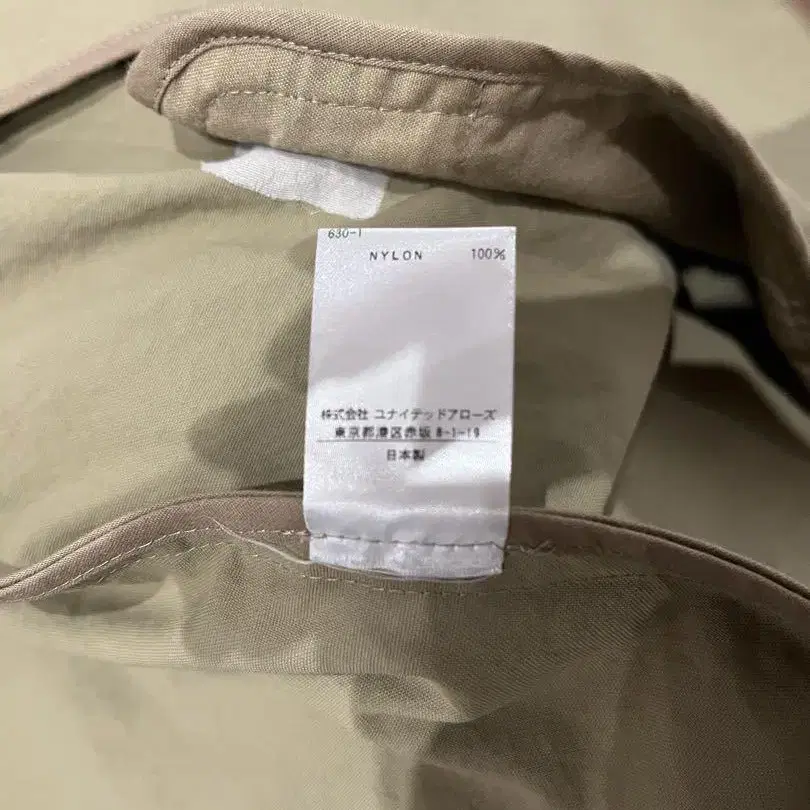 630-1
NYLON 100%
株式会社 ユナイテッドアローズ
東京都港区赤坂 8-1-19
日本製